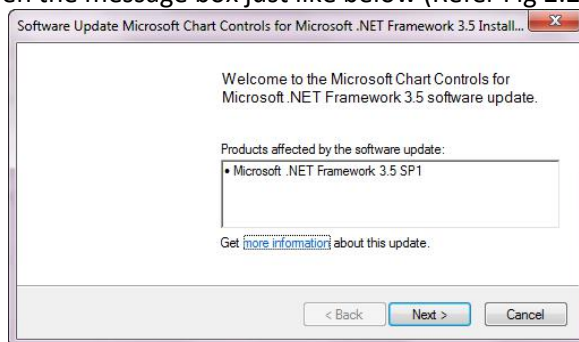 en the message box just like below (Refer Fig 2.2
Software Update Microsoft Chart Controls for Microsoft .NET Framework 3.5 Install...
Welcome to the Microsoft Chart Controls for
Microsoft .NET Framework 3.5 software update.
Products affected by the software update:
• Microsoft .NET Framework 3.5 SP1
Get more information about this update.
< Back Next > Cancel